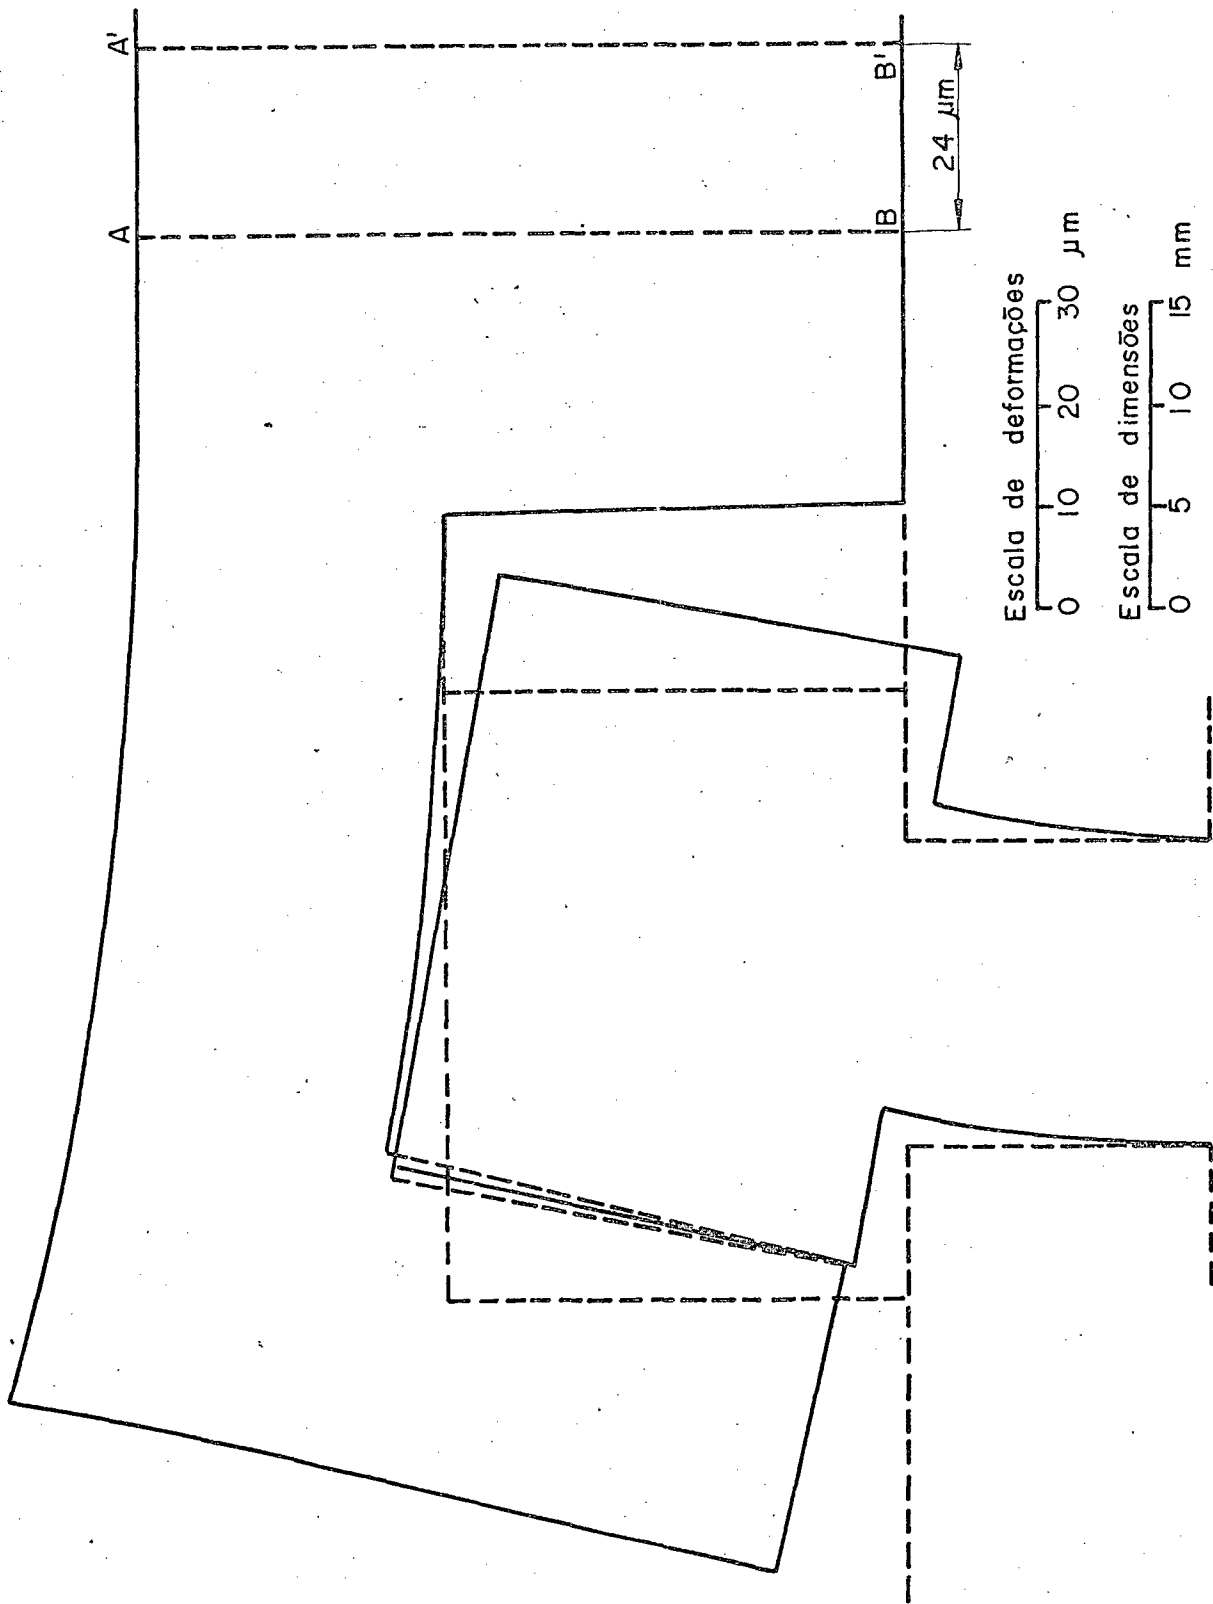 A'
A
B'
B
24 µm
Escala de deformações
0 10 20 30 µm
Escala de dimensões
0 5 10 15 mm